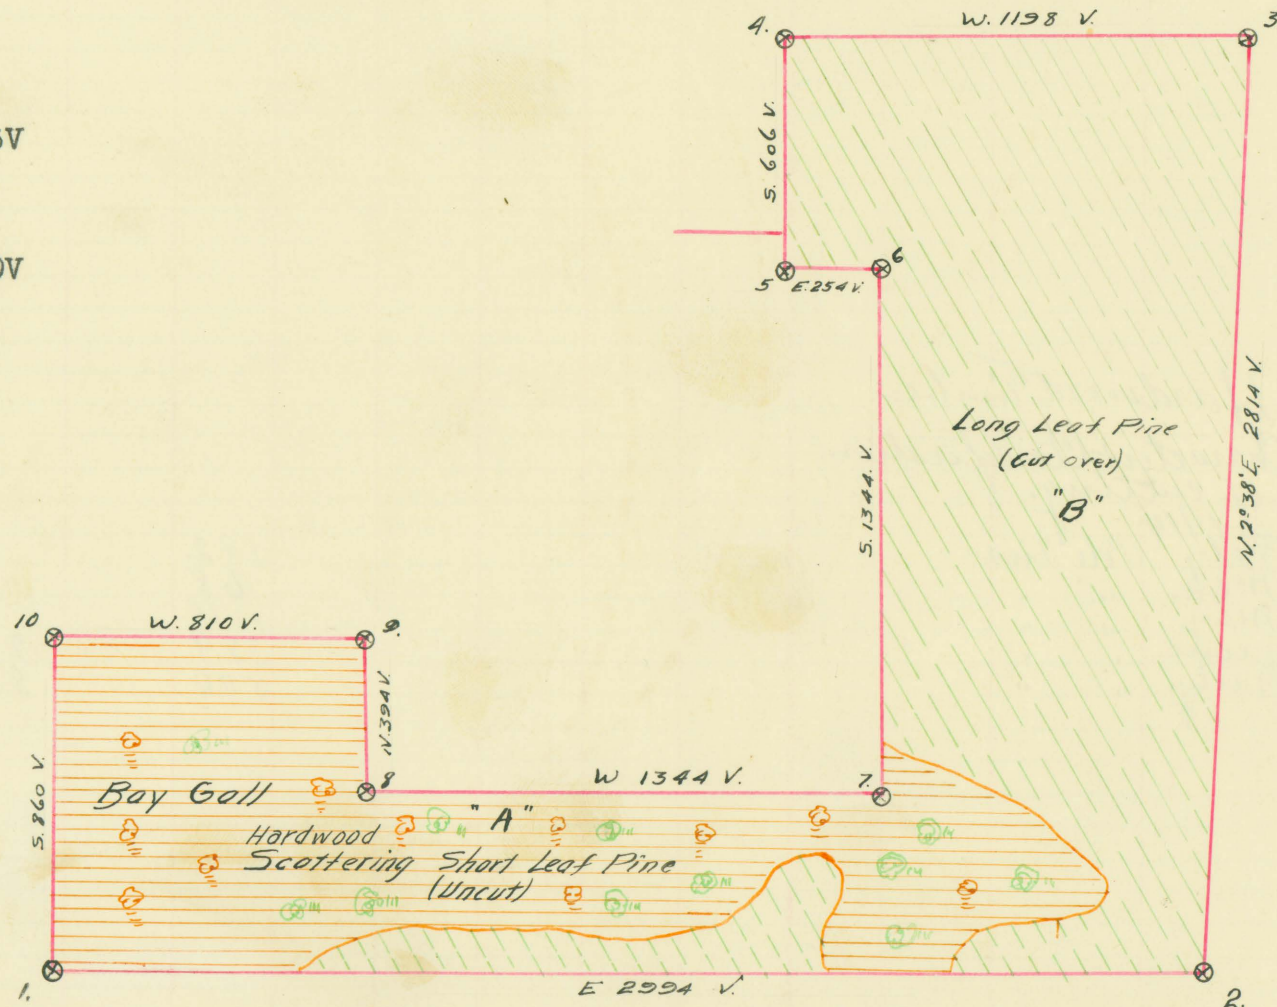 W. 1198 V.
4.
3
V
S. 606 V.
V
6
5
E. 254 V.
N. 2° 38' E. 2814 V.
Long Leaf Pine
(Cut over)
"B"
S. 1344. V.
10
W. 810 V.
9.
N. 394 V.
S. 860 V.
8
W 1344 V.
7.
Bay Gall
"A"
Hardwood
Scattering Short Leaf Pine
(Uncut)
1.
E 2994 V.
2.